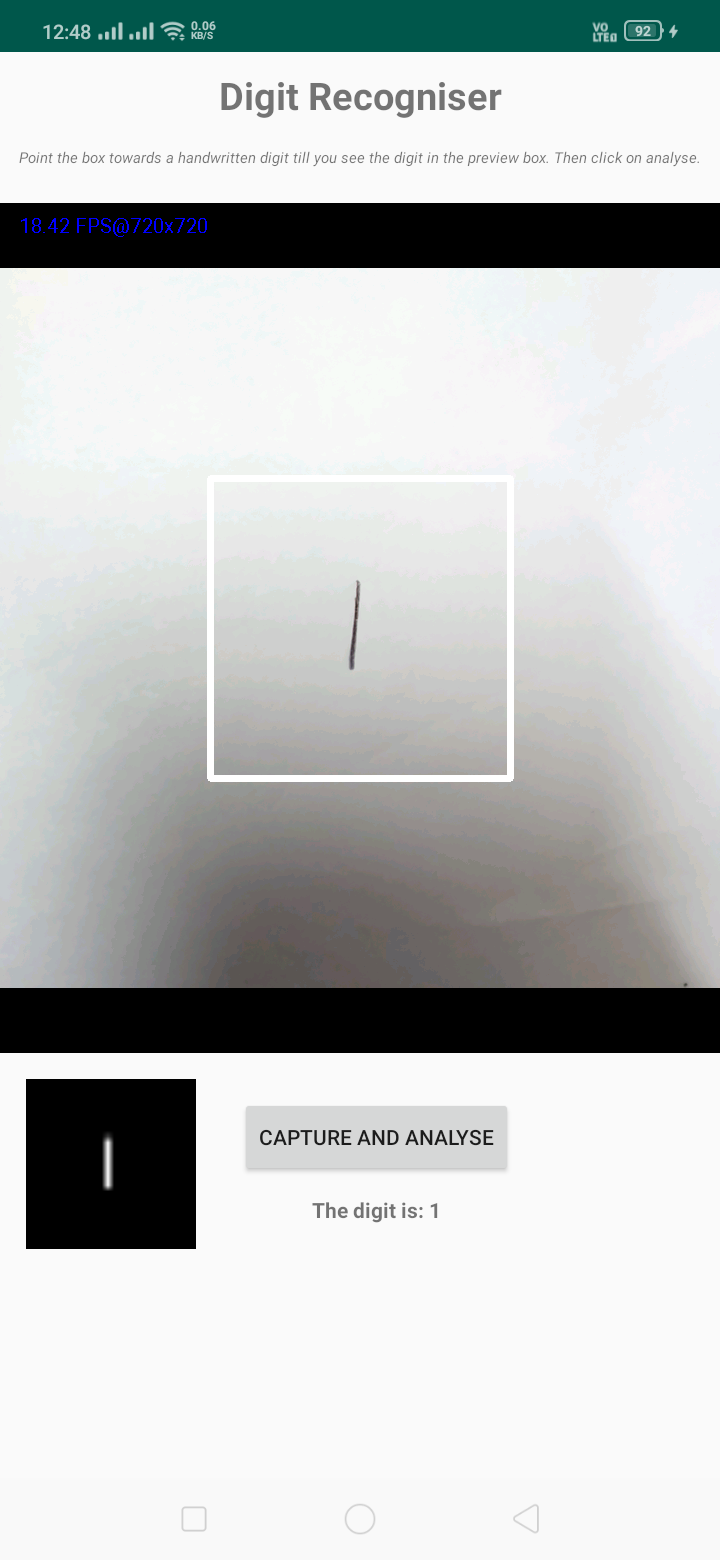 12:48 0.06 KB/S VO LTE 92
Digit Recogniser
Point the box towards a handwritten digit till you see the digit in the preview box. Then click on analyse.
18.42 FPS@720x720
1
1
CAPTURE AND ANALYSE
The digit is: 1